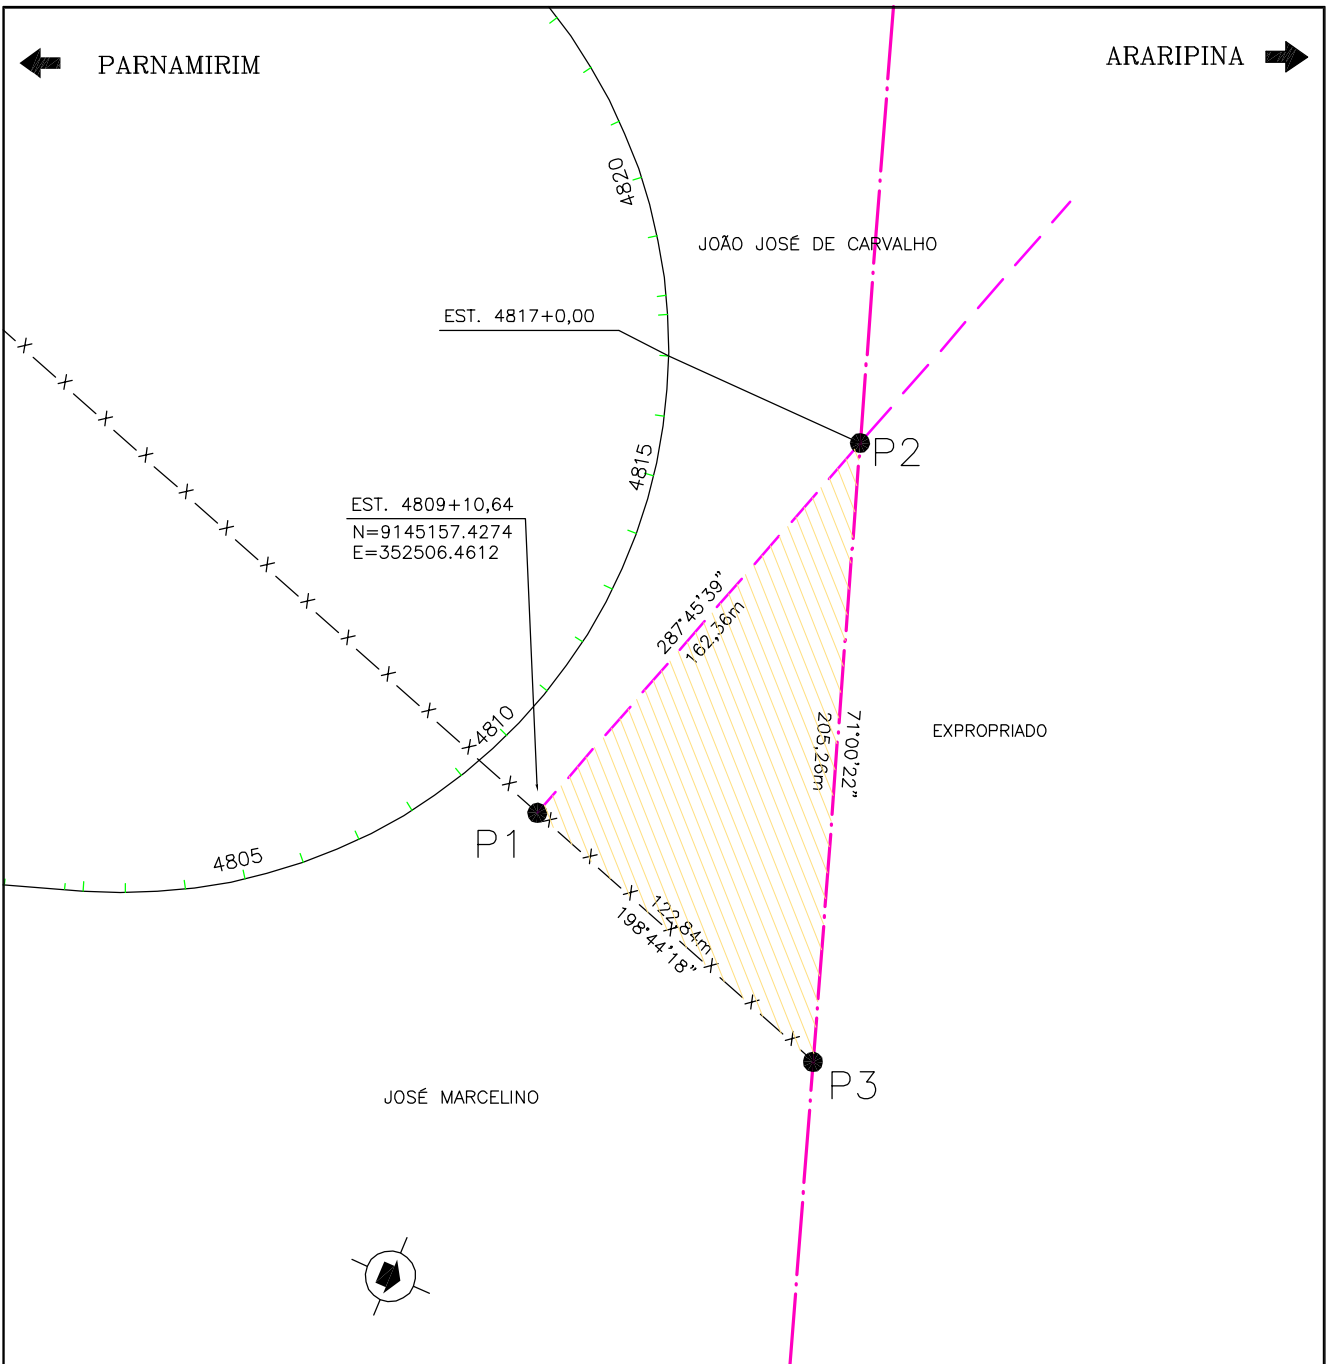 PARNAMIRIM
ARARIPINA
4820
JOÃO JOSÉ DE CARVALHO
EST. 4817+0,00
P2
4815
EST. 4809+10,64
N=9145157.4274
E=352506.4612
287°45'39"
162,36m
4810
71°00'22"
205,26m
EXPROPRIADO
P1
4805
122,84m
198°44'18"
P3
JOSÉ MARCELINO